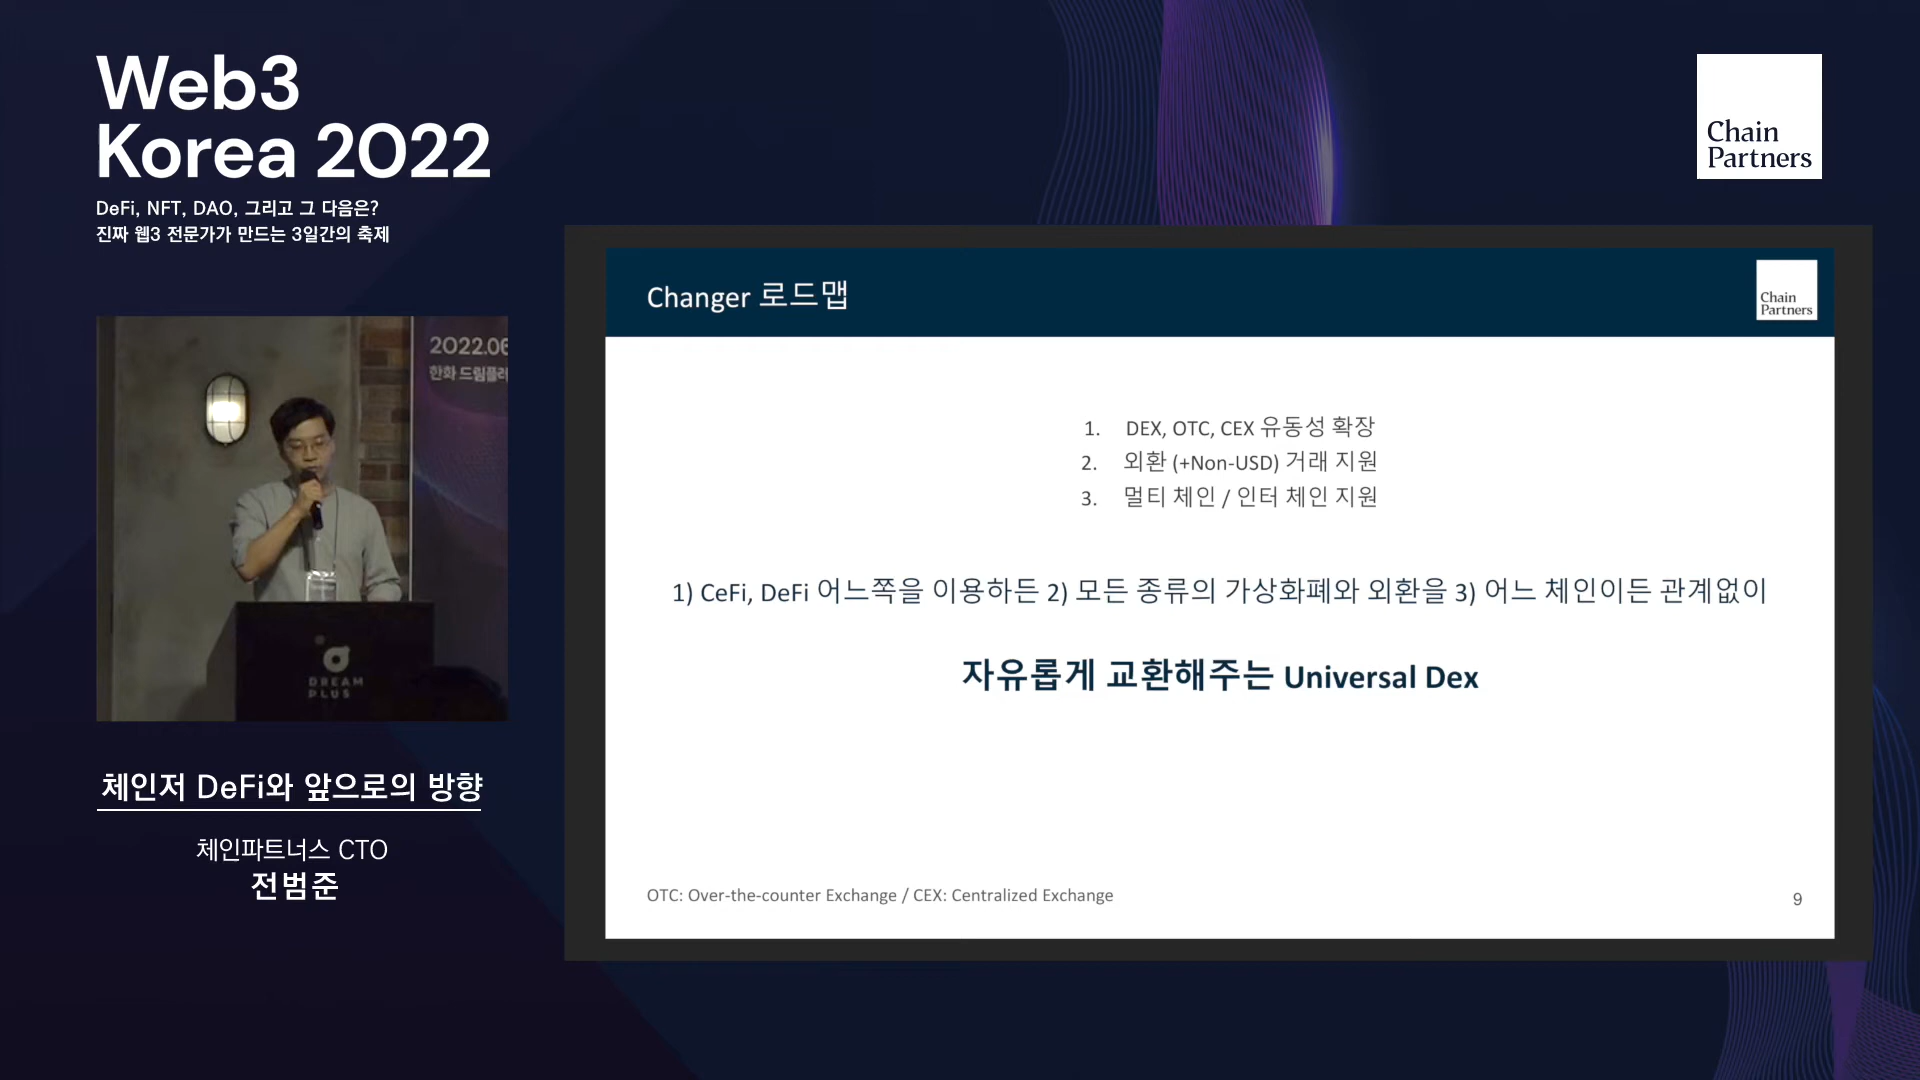 Web3
Korea 2022
DeFi, NFT, DAO, 그리고 그 다음은?
진짜 웹3 전문가가 만드는 3일간의 축제
Chain
Partners
2022.06
한화 드림플
DREAM
PLUS
체인저 DeFi와 앞으로의 방향
체인파트너스 CTO
전범준
Changer 로드맵
Chain
Partners
1. DEX, OTC, CEX 유동성 확장
2. 외환 (+Non-USD) 거래 지원
3. 멀티 체인 / 인터 체인 지원
1) CeFi, DeFi 어느쪽을 이용하든 2) 모든 종류의 가상화폐와 외환을 3) 어느 체인이든 관계없이
자유롭게 교환해주는 Universal Dex
OTC: Over-the-counter Exchange / CEX: Centralized Exchange
9